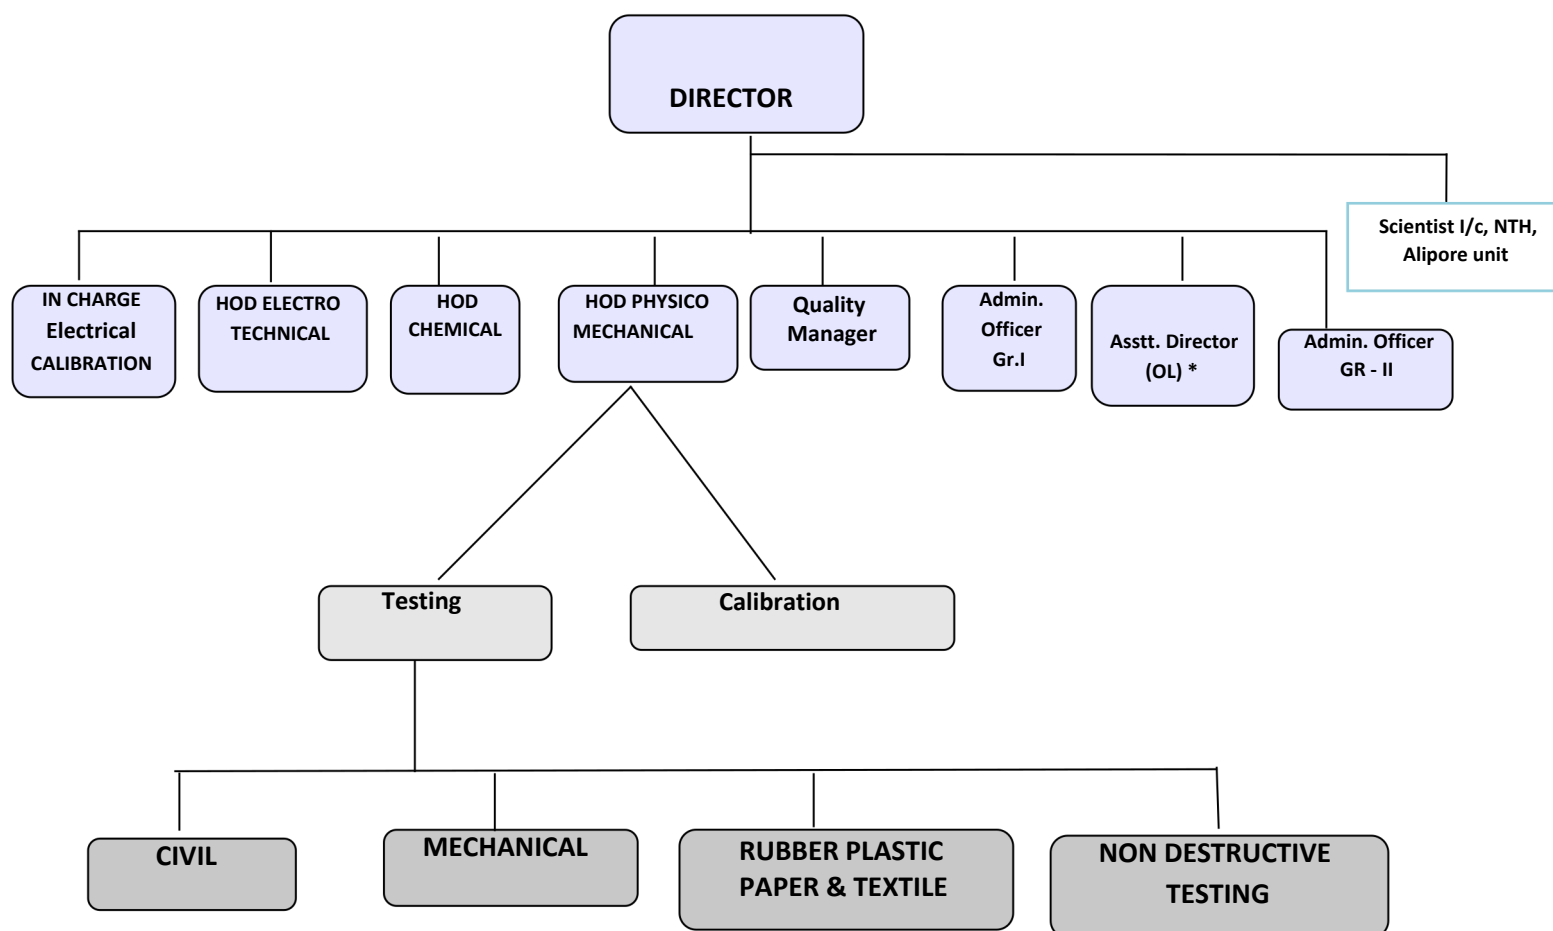 DIRECTOR
Scientist I/c, NTH,
Alipore unit
IN CHARGE
Electrical
CALIBRATION
HOD ELECTRO
TECHNICAL
HOD
CHEMICAL
HOD PHYSICO
MECHANICAL
Quality
Manager
Admin.
Officer
Gr.I
Asstt. Director
(OL) *
Admin. Officer
GR - II
Testing
Calibration
CIVIL
MECHANICAL
RUBBER PLASTIC
PAPER & TEXTILE
NON DESTRUCTIVE
TESTING